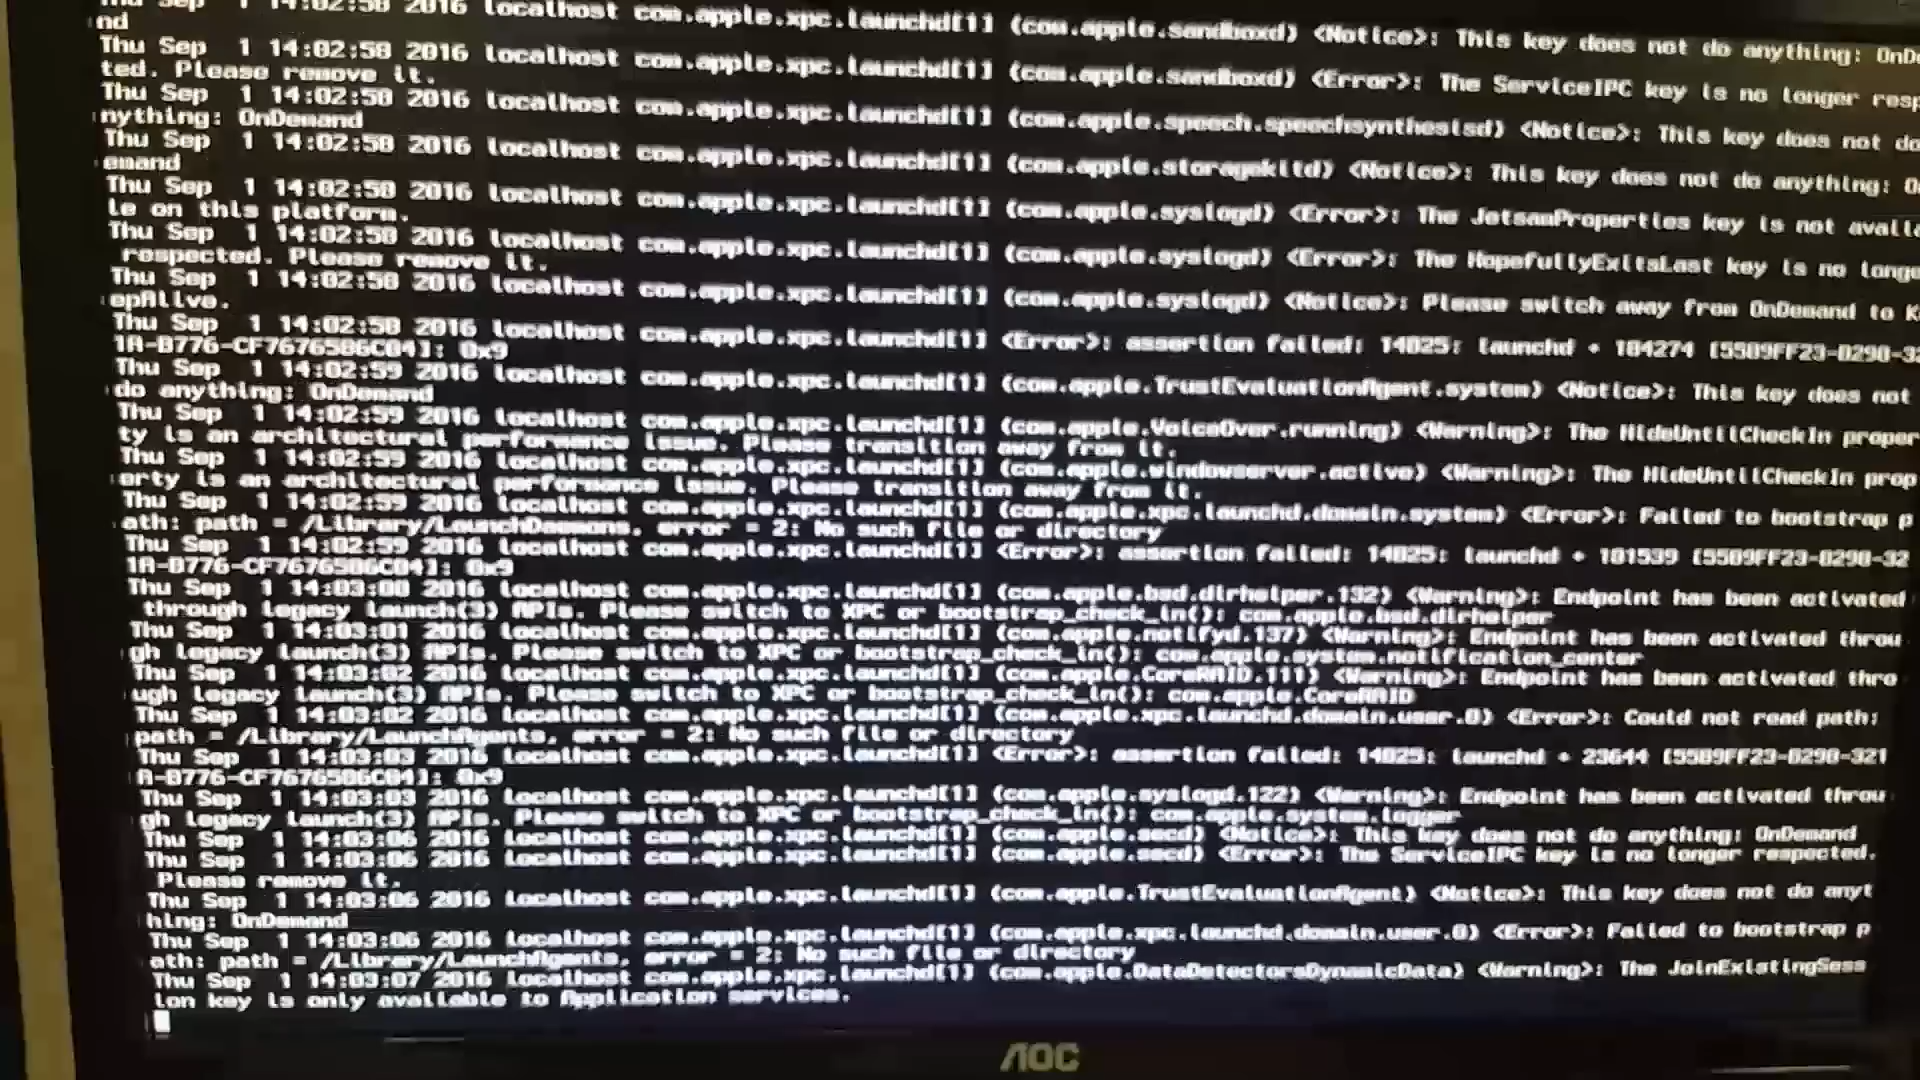 Thu Sep 1 14:02:58 2016 localhost com.apple.xpc.launchd[1] (com.apple.sandboxd) <Notice>: This key does not do anything: OnDe
nd
Thu Sep 1 14:02:58 2016 localhost com.apple.xpc.launchd[1] (com.apple.sandboxd) <Error>: The ServiceIPC key is no longer resp
ted. Please remove it.
Thu Sep 1 14:02:58 2016 localhost com.apple.xpc.launchd[1] (com.apple.speech.speechsynthesisd) <Notice>: This key does not do
nything: OnDemand
Thu Sep 1 14:02:58 2016 localhost com.apple.xpc.launchd[1] (com.apple.storagekitd) <Notice>: This key does not do anything: O
emand
Thu Sep 1 14:02:58 2016 localhost com.apple.xpc.launchd[1] (com.apple.syslogd) <Error>: The JetsamProperties key is not availa
le on this platform.
Thu Sep 1 14:02:58 2016 localhost com.apple.xpc.launchd[1] (com.apple.syslogd) <Error>: The HopefullyExitsLast key is no longe
respected. Please remove it.
Thu Sep 1 14:02:58 2016 localhost com.apple.xpc.launchd[1] (com.apple.syslogd) <Notice>: Please switch away from OnDemand to K
epAlive.
Thu Sep 1 14:02:58 2016 localhost com.apple.xpc.launchd[1] <Error>: assertion failed: 14D25: launchd +
0x9
Thu Sep 1 14:02:59 2016 localhost com.apple.xpc.launchd[1] (com.apple.TrustEvaluationAgent.system) <Notice>: This key does not
do anything: OnDemand
Thu Sep 1 14:02:59 2016 localhost com.apple.xpc.launchd[1] (com.apple.VoiceOver.running) <Warning>: The HideUntilCheckIn proper
ty is an architectural performance issue. Please transition away from it.
Thu Sep 1 14:02:59 2016 localhost com.apple.xpc.launchd[1] (com.apple.windowserver.active) <Warning>: The HideUntilCheckIn prop
erty is an architectural performance issue. Please transition away from it.
Thu Sep 1 14:02:59 2016 localhost com.apple.xpc.launchd[1] (com.apple.xpc.launchd.domain.system) <Error>: Failed to bootstrap p
ath: path = /Library/LaunchDaemons, error = 2: No such file or directory
Thu Sep 1 14:02:59 2016 localhost com.apple.xpc.launchd[1] <Error>: assertion failed: 14D25: launchd +
0x9
Thu Sep 1 14:03:00 2016 localhost com.apple.xpc.launchd[1] (com.apple.bsd.dirhelper.132) <Warning>: Endpoint has been activated
through legacy launch(3) APIs. Please switch to XPC or bootstrap_check_in(): com.apple.bsd.dirhelper
Thu Sep 1 14:03:01 2016 localhost com.apple.xpc.launchd[1] (com.apple.notifyd.137) <Warning>: Endpoint has been activated throu
gh legacy launch(3) APIs. Please switch to XPC or bootstrap_check_in(): com.apple.system.notification_center
Thu Sep 1 14:03:02 2016 localhost com.apple.xpc.launchd[1] (com.apple.CoreRAID.111) <Warning>: Endpoint has been activated thro
ugh legacy launch(3) APIs. Please switch to XPC or bootstrap_check_in(): com.apple.CoreRAID
Thu Sep 1 14:03:02 2016 localhost com.apple.xpc.launchd[1] (com.apple.xpc.launchd.domain.user.0) <Error>: Could not read path:
path = /Library/LaunchAgents, error = 2: No such file or directory
Thu Sep 1 14:03:03 2016 localhost com.apple.xpc.launchd[1] <Error>: assertion failed: 14D25: launchd + 23644
0x9
Thu Sep 1 14:03:03 2016 localhost com.apple.xpc.launchd[1] (com.apple.syslogd.122) <Warning>: Endpoint has been activated throu
gh legacy launch(3) APIs. Please switch to XPC or bootstrap_check_in(): com.apple.system.logger
Thu Sep 1 14:03:06 2016 localhost com.apple.xpc.launchd[1] (com.apple.secd) <Notice>: This key does not do anything: OnDemand
Thu Sep 1 14:03:06 2016 localhost com.apple.xpc.launchd[1] (com.apple.secd) <Error>: The ServiceIPC key is no longer respected.
Please remove it.
Thu Sep 1 14:03:06 2016 localhost com.apple.xpc.launchd[1] (com.apple.TrustEvaluationAgent) <Notice>: This key does not do anyt
hing: OnDemand
Thu Sep 1 14:03:06 2016 localhost com.apple.xpc.launchd[1] (com.apple.xpc.launchd.domain.user.0) <Error>: Failed to bootstrap p
ath: path = /Library/LaunchAgents, error = 2: No such file or directory
Thu Sep 1 14:03:07 2016 localhost com.apple.xpc.launchd[1] (com.apple.DataDetectorsDynamicData) <Warning>: The JoinExistingSess
ion key is only available to Application services.
AOC